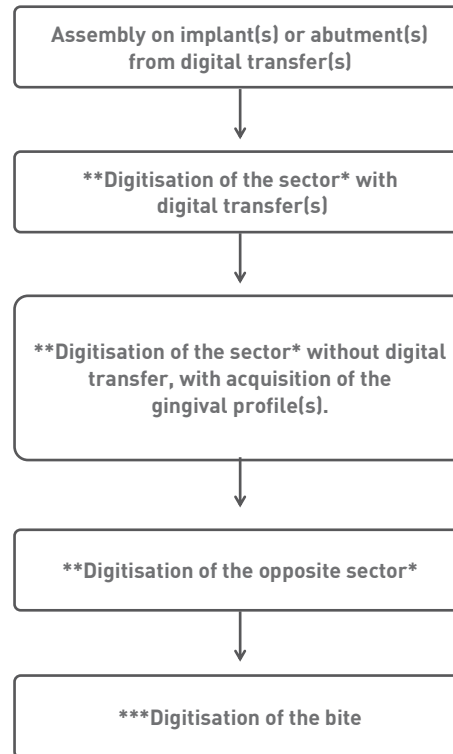 Assembly on implant(s) or abutment(s)
from digital transfer(s)
**Digitisation of the sector* with
digital transfer(s)
**Digitisation of the sector* without digital
transfer, with acquisition of the
gingival profile(s).
**Digitisation of the opposite sector*
***Digitisation of the bite